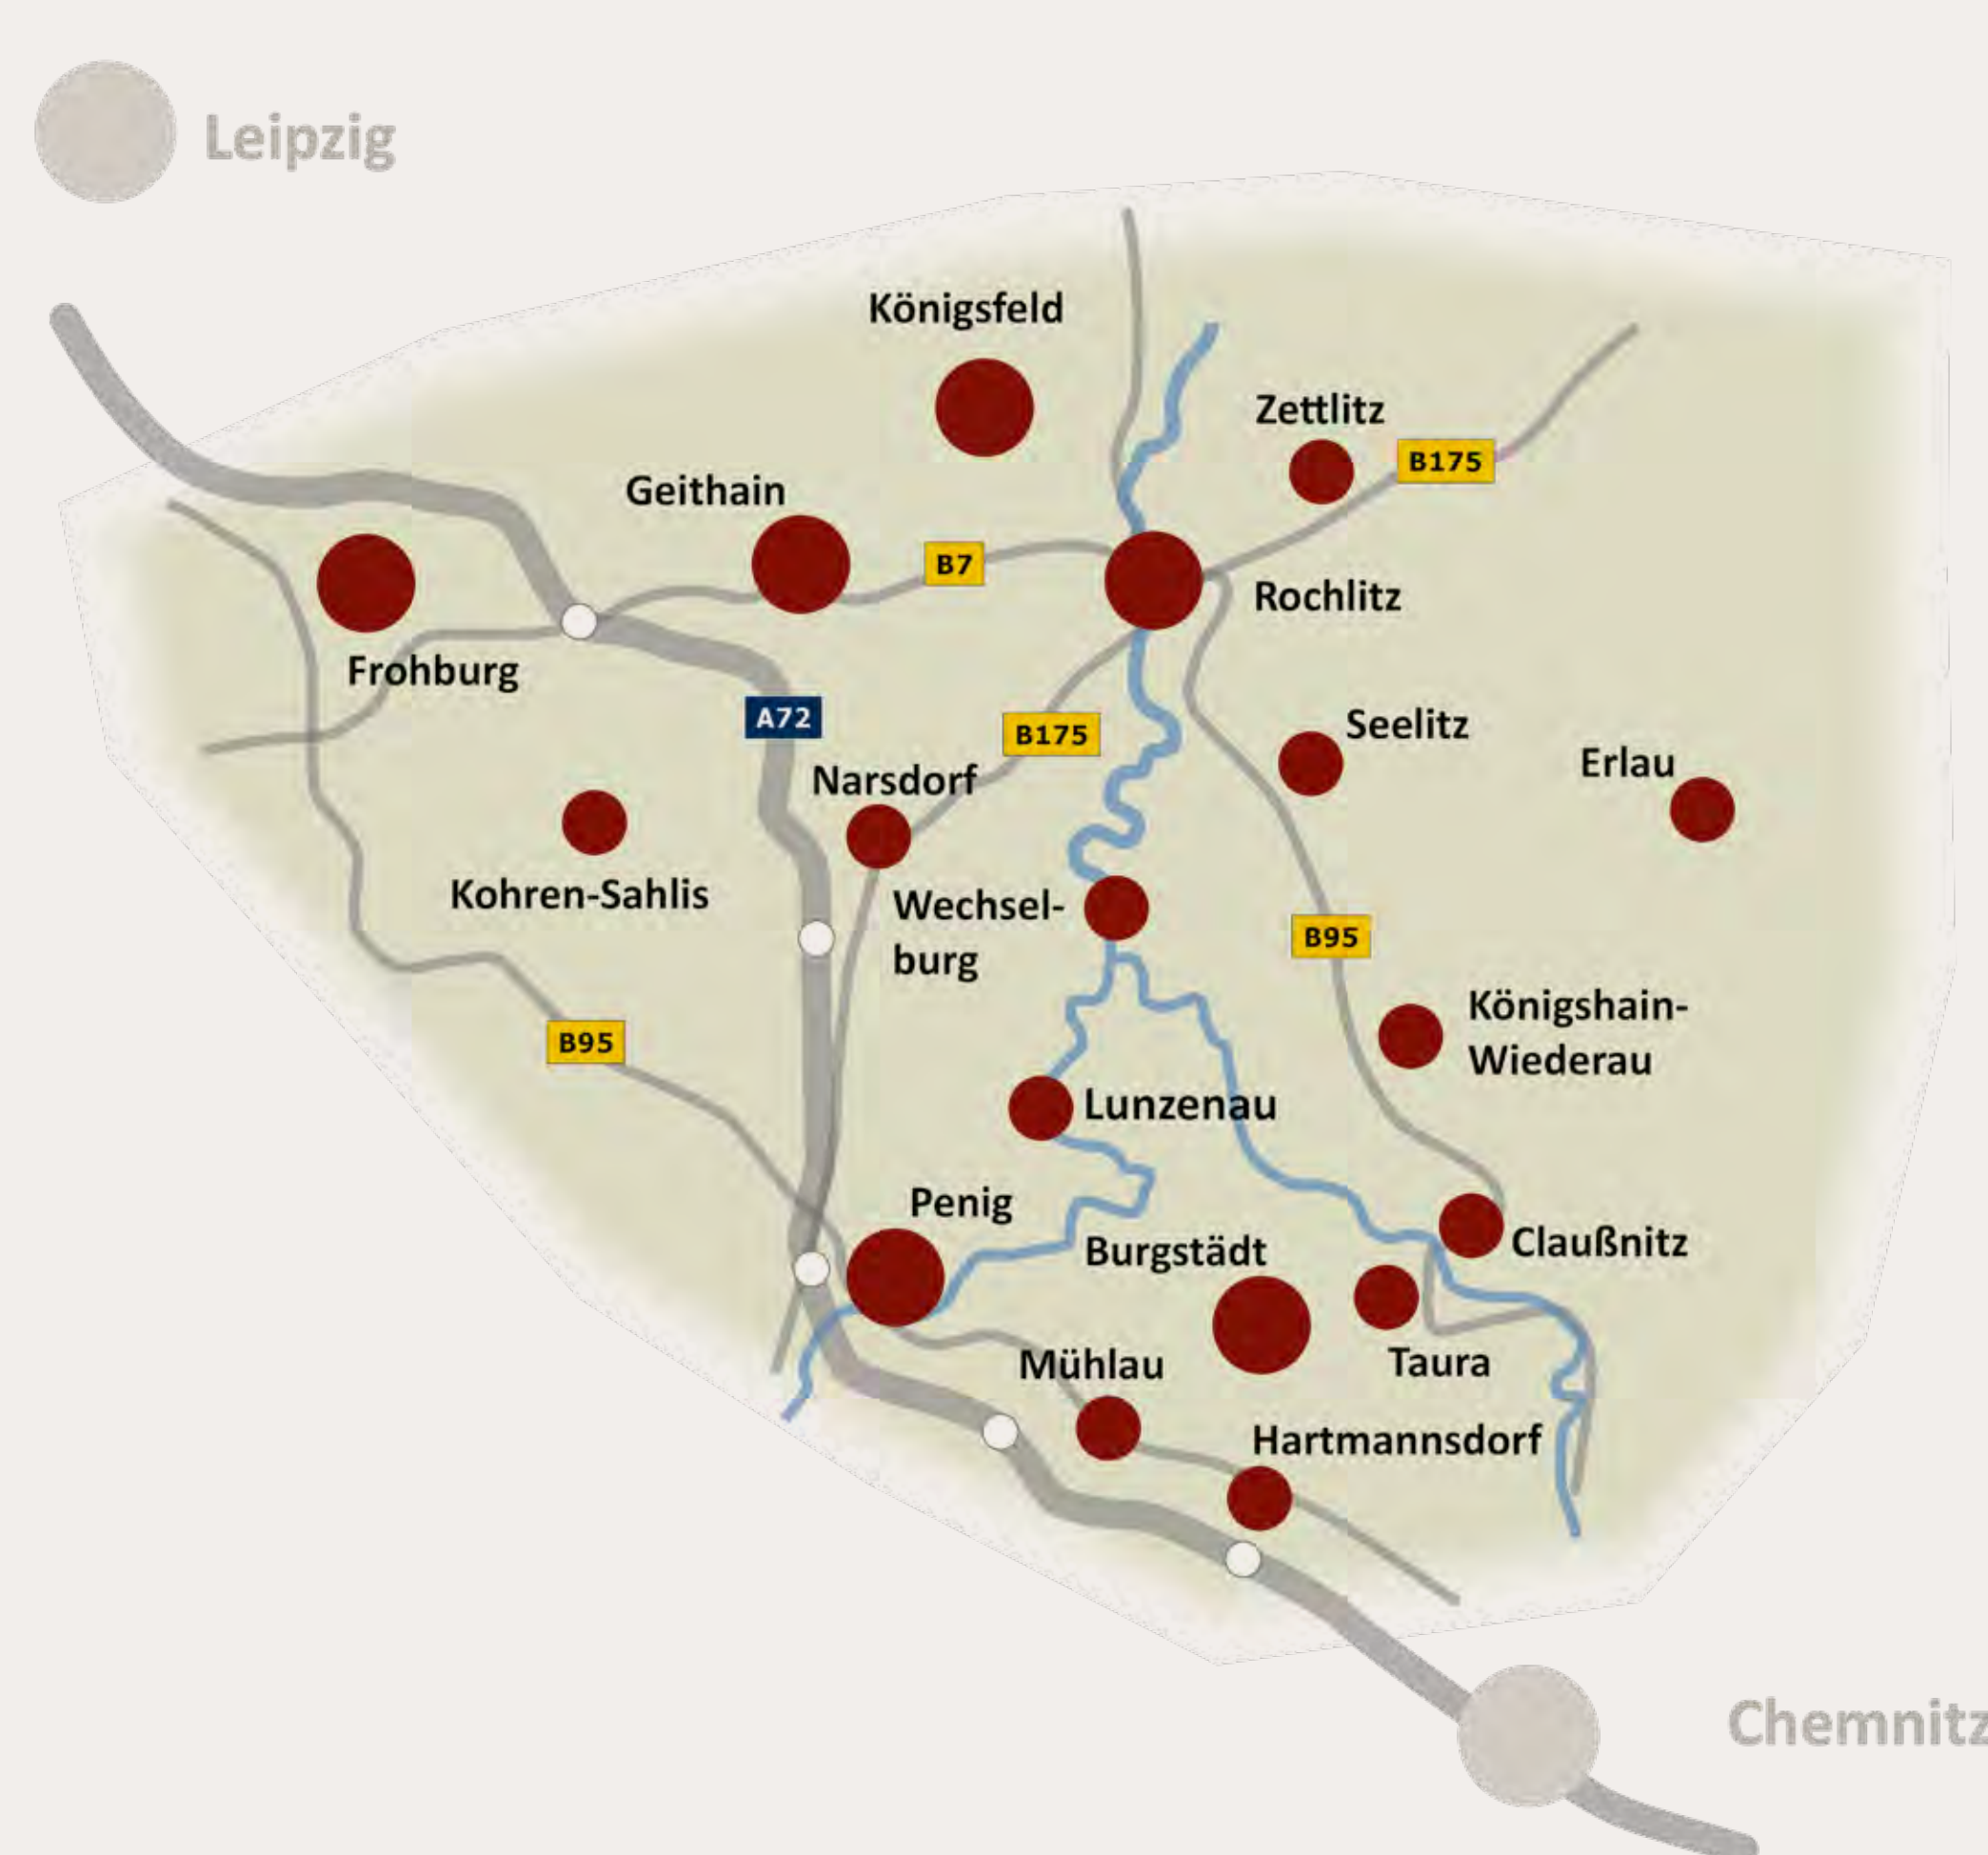 Leipzig
Königsfeld
Zettlitz
B175
Geithain
B7
Rochlitz
Frohburg
A72
B175
Seelitz
Erlau
Narsdorf
Kohren-Sahlis
Wechsel-
burg
B95
Königshain-
Wiederau
B95
Lunzenau
Penig
Burgstädt
Claußnitz
Mühlau
Taura
Hartmannsdorf
Chemnitz